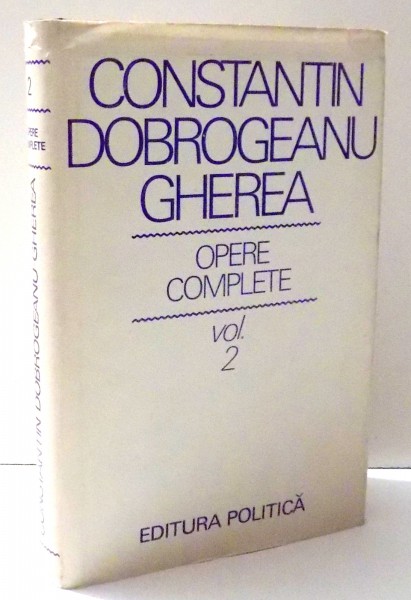 CONSTANTIN
DOBROGEANU
GHEREA
OPERE
COMPLETE
vol.
2
EDITURA POLITICĂ
2
OPERE
COMPLETE
CONSTANTIN DOBROGEANU GHEREA